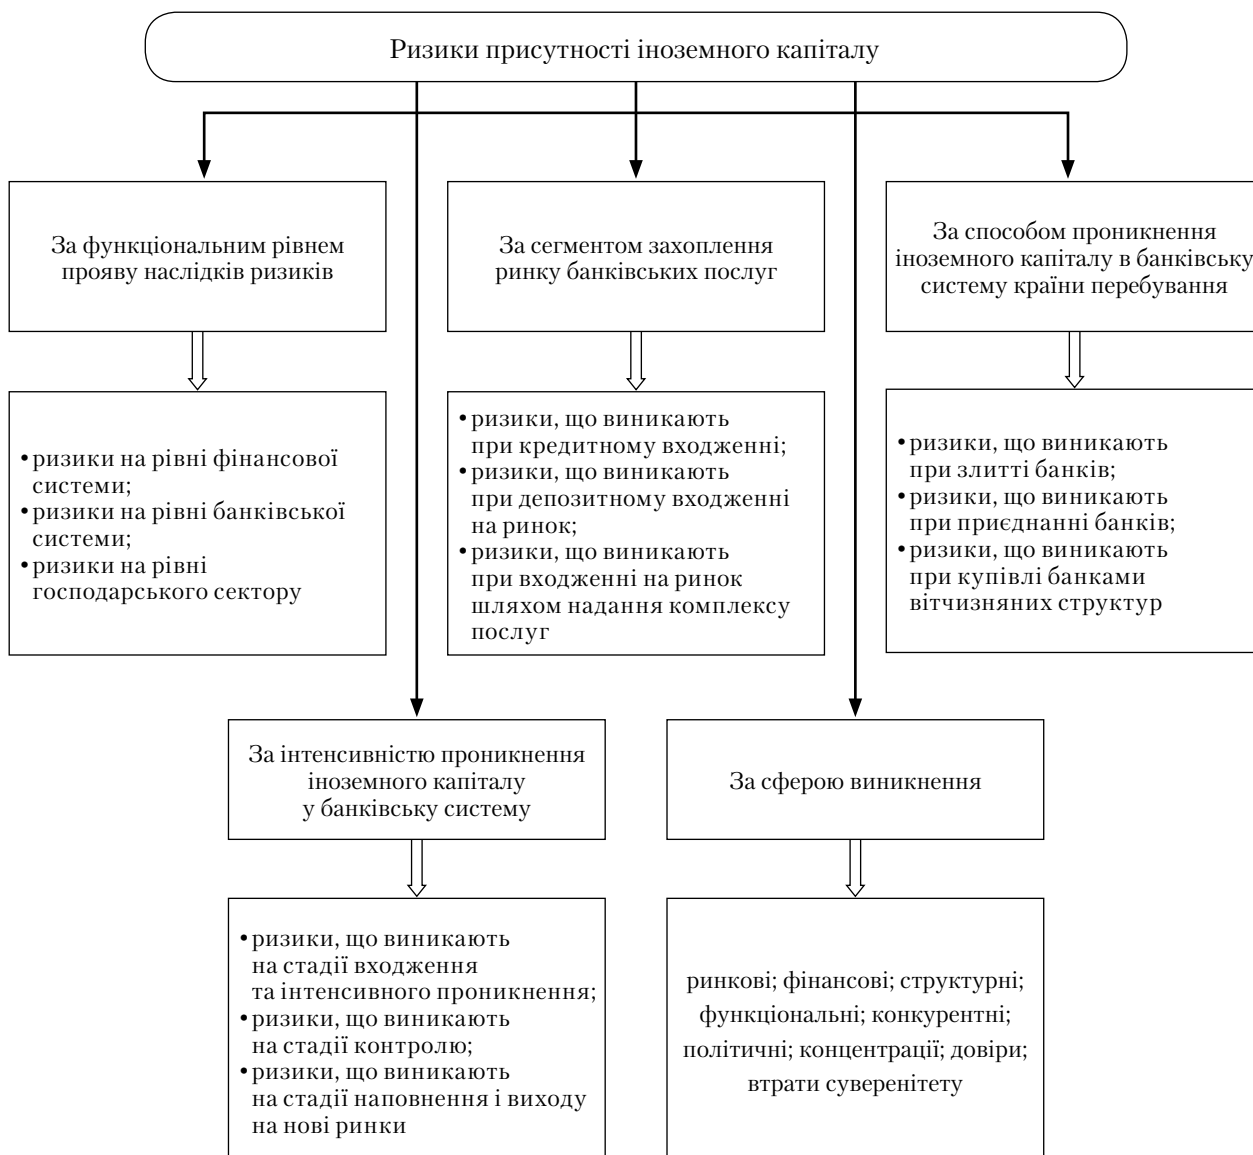 Ризики присутності іноземного капіталу
За функціональним рівнем
прояву наслідків ризиків
За сегментом захоплення
ринку банківських послуг
За способом проникнення
іноземного капіталу в банківську
систему країни перебування
• ризики на рівні фінансової
системи;
• ризики на рівні банківської
системи;
• ризики на рівні
господарського сектору
• ризики, що виникають
при кредитному входженні;
• ризики, що виникають
при депозитному входженні
на ринок;
• ризики, що виникають
при входженні на ринок
шляхом надання комплексу
послуг
• ризики, що виникають
при злитті банків;
• ризики, що виникають
при приєднанні банків;
• ризики, що виникають
при купівлі банками
вітчизняних структур
За інтенсивністю проникнення
іноземного капіталу
у банківську систему
За сферою виникнення
• ризики, що виникають
на стадії входження
та інтенсивного проникнення;
• ризики, що виникають
на стадії контролю;
• ризики, що виникають
на стадії наповнення і виходу
на нові ринки
ринкові; фінансові; структурні;
функціональні; конкурентні;
політичні; концентрації; довіри;
втрати суверенітету